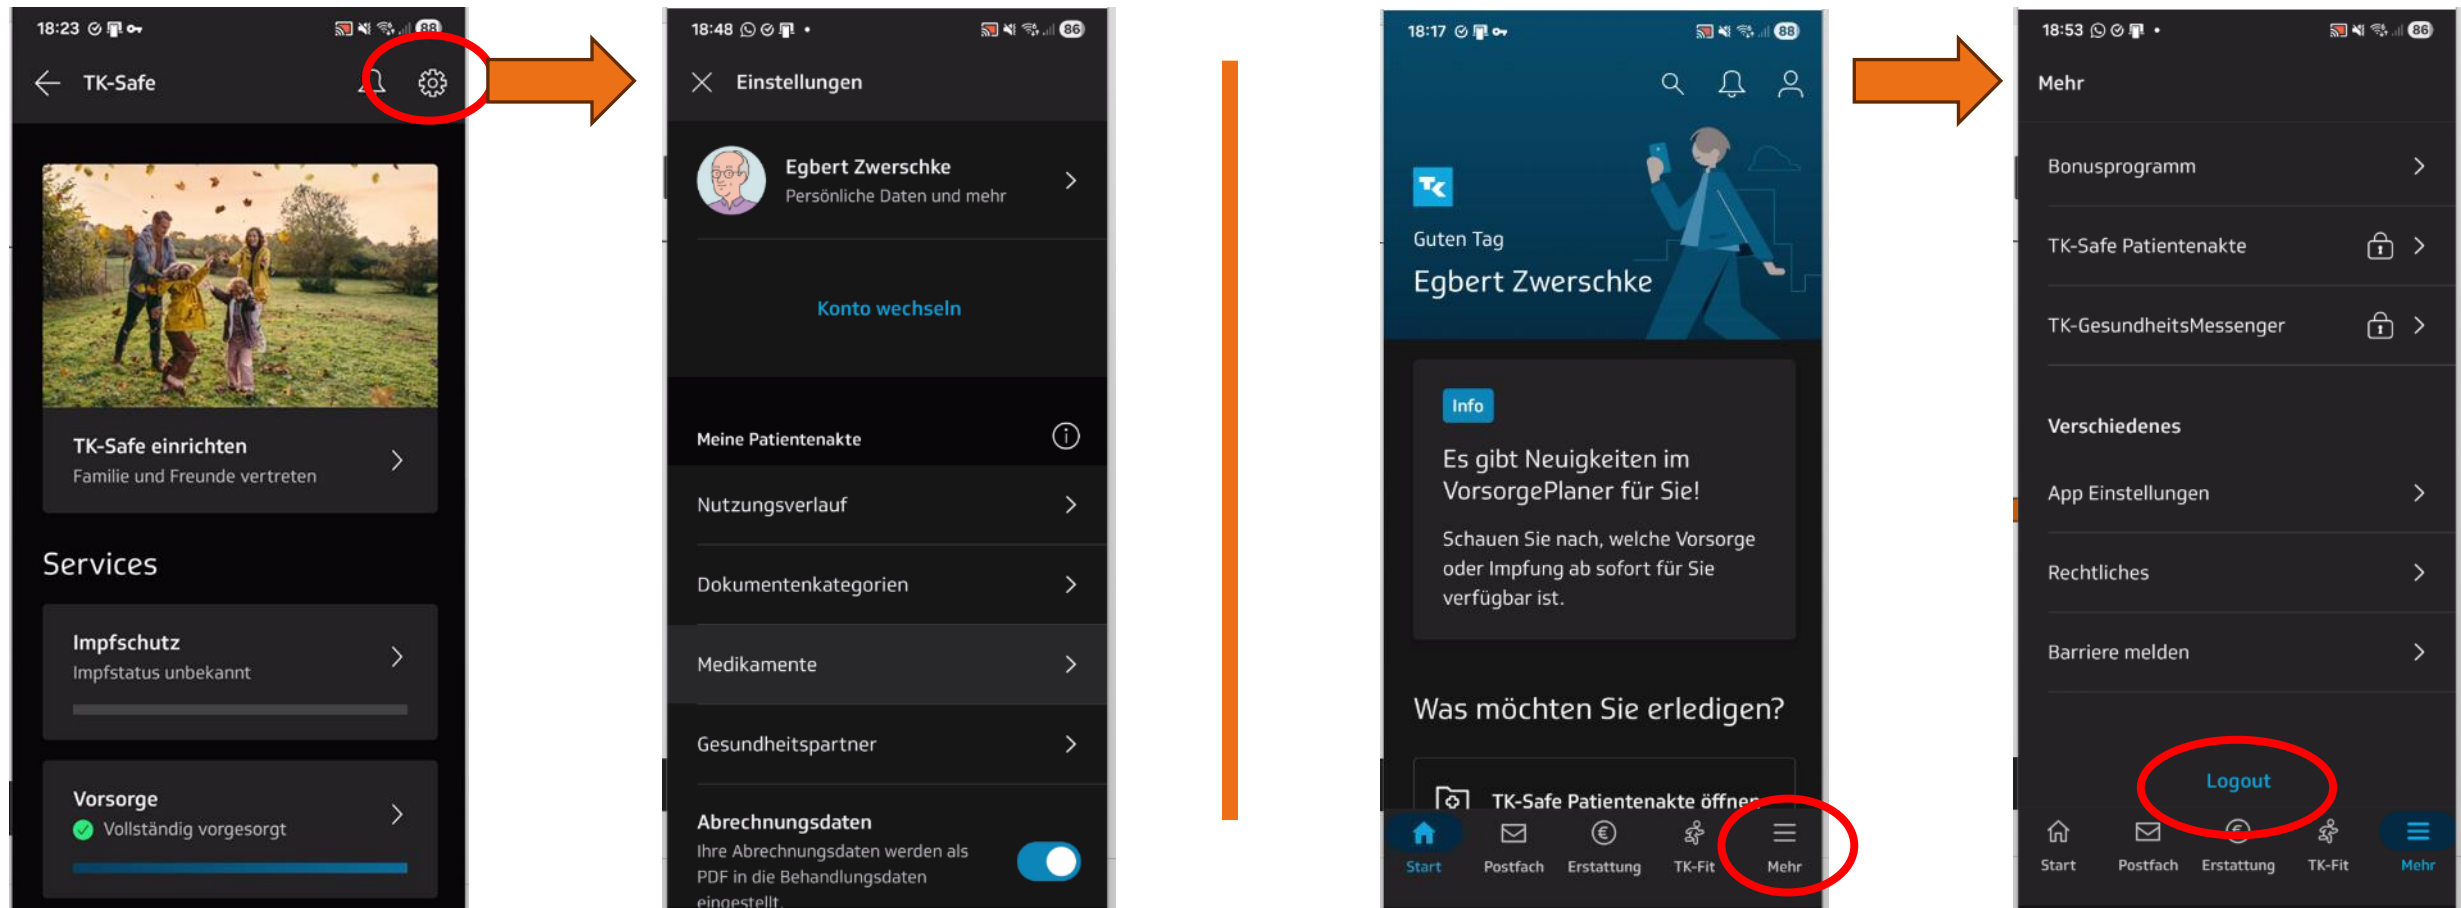 18:23
88
TK-Safe
TK-Safe einrichten
Familie und Freunde vertreten
Services
Impfschutz
Impfstatus unbekannt
Vorsorge
Vollständig vorgesorgt
18:48
86
Einstellungen
Egbert Zwerschke
Persönliche Daten und mehr
Konto wechseln
Meine Patientenakte
Nutzungsverlauf
Dokumentenkategorien
Medikamente
Gesundheitspartner
Abrechnungsdaten
Ihre Abrechnungsdaten werden als
PDF in die Behandlungsdaten
eingestellt.
18:17
88
TK
Guten Tag
Egbert Zwerschke
Info
Es gibt Neuigkeiten im
VorsorgePlaner für Sie!
Schauen Sie nach, welche Vorsorge
oder Impfung ab sofort für Sie
verfügbar ist.
Was möchten Sie erledigen?
TK-Safe Patientenakte öffnen
Start Postfach Erstattung TK-Fit Mehr
18:53
86
Mehr
Bonusprogramm
TK-Safe Patientenakte
TK-GesundheitsMessenger
Verschiedenes
App Einstellungen
Rechtliches
Barriere melden
Logout
Start Postfach Erstattung TK-Fit Mehr